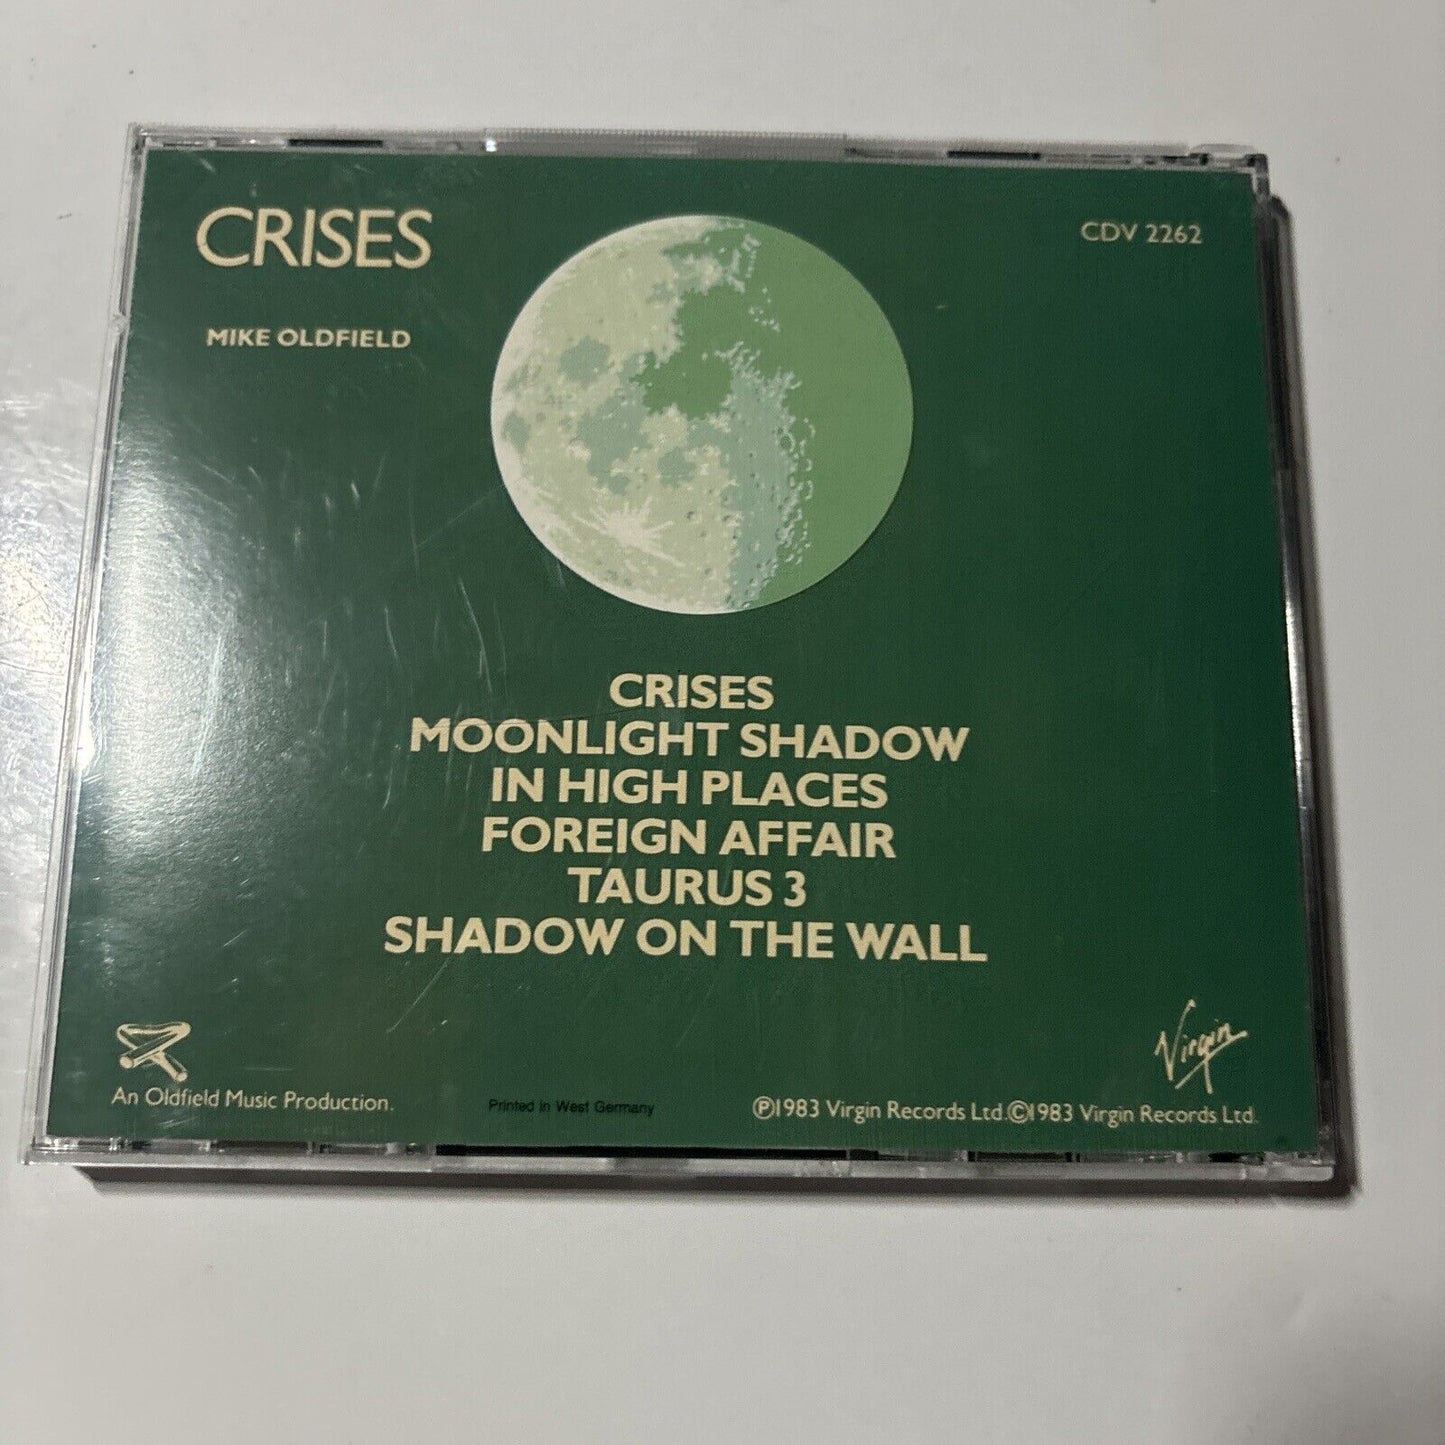 CRISES
CDV 2262
MIKE OLDFIELD
CRISES
MOONLIGHT SHADOW
IN HIGH PLACES
FOREIGN AFFAIR
TAURUS 3
SHADOW ON THE WALL
Virgin
An Oldfield Music Production.
Printed in West Germany
℗1983 Virgin Records Ltd.©1983 Virgin Records Ltd.